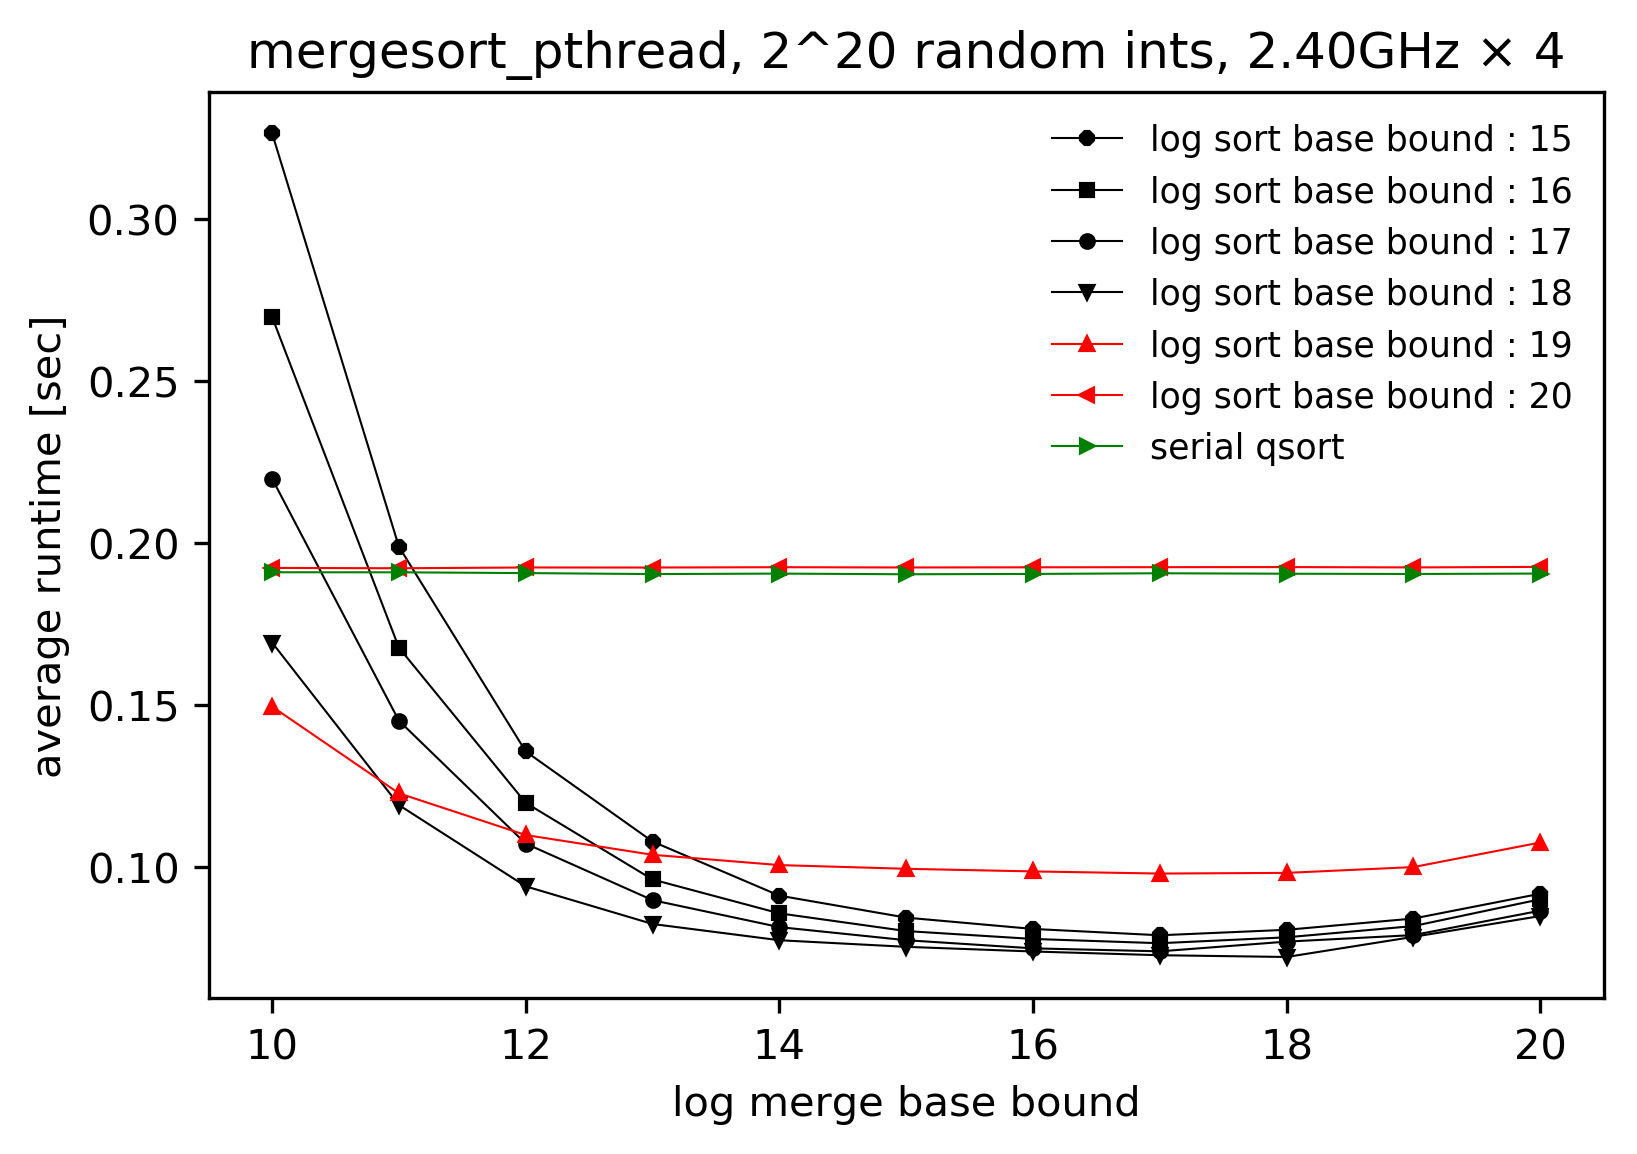 mergesort_pthread, 2^20 random ints, 2.40GHz × 4
log sort base bound : 15
log sort base bound : 16
log sort base bound : 17
log sort base bound : 18
log sort base bound : 19
log sort base bound : 20
serial qsort
average runtime [sec]
0.30
0.25
0.20
0.15
0.10
10 12 14 16 18 20
log merge base bound